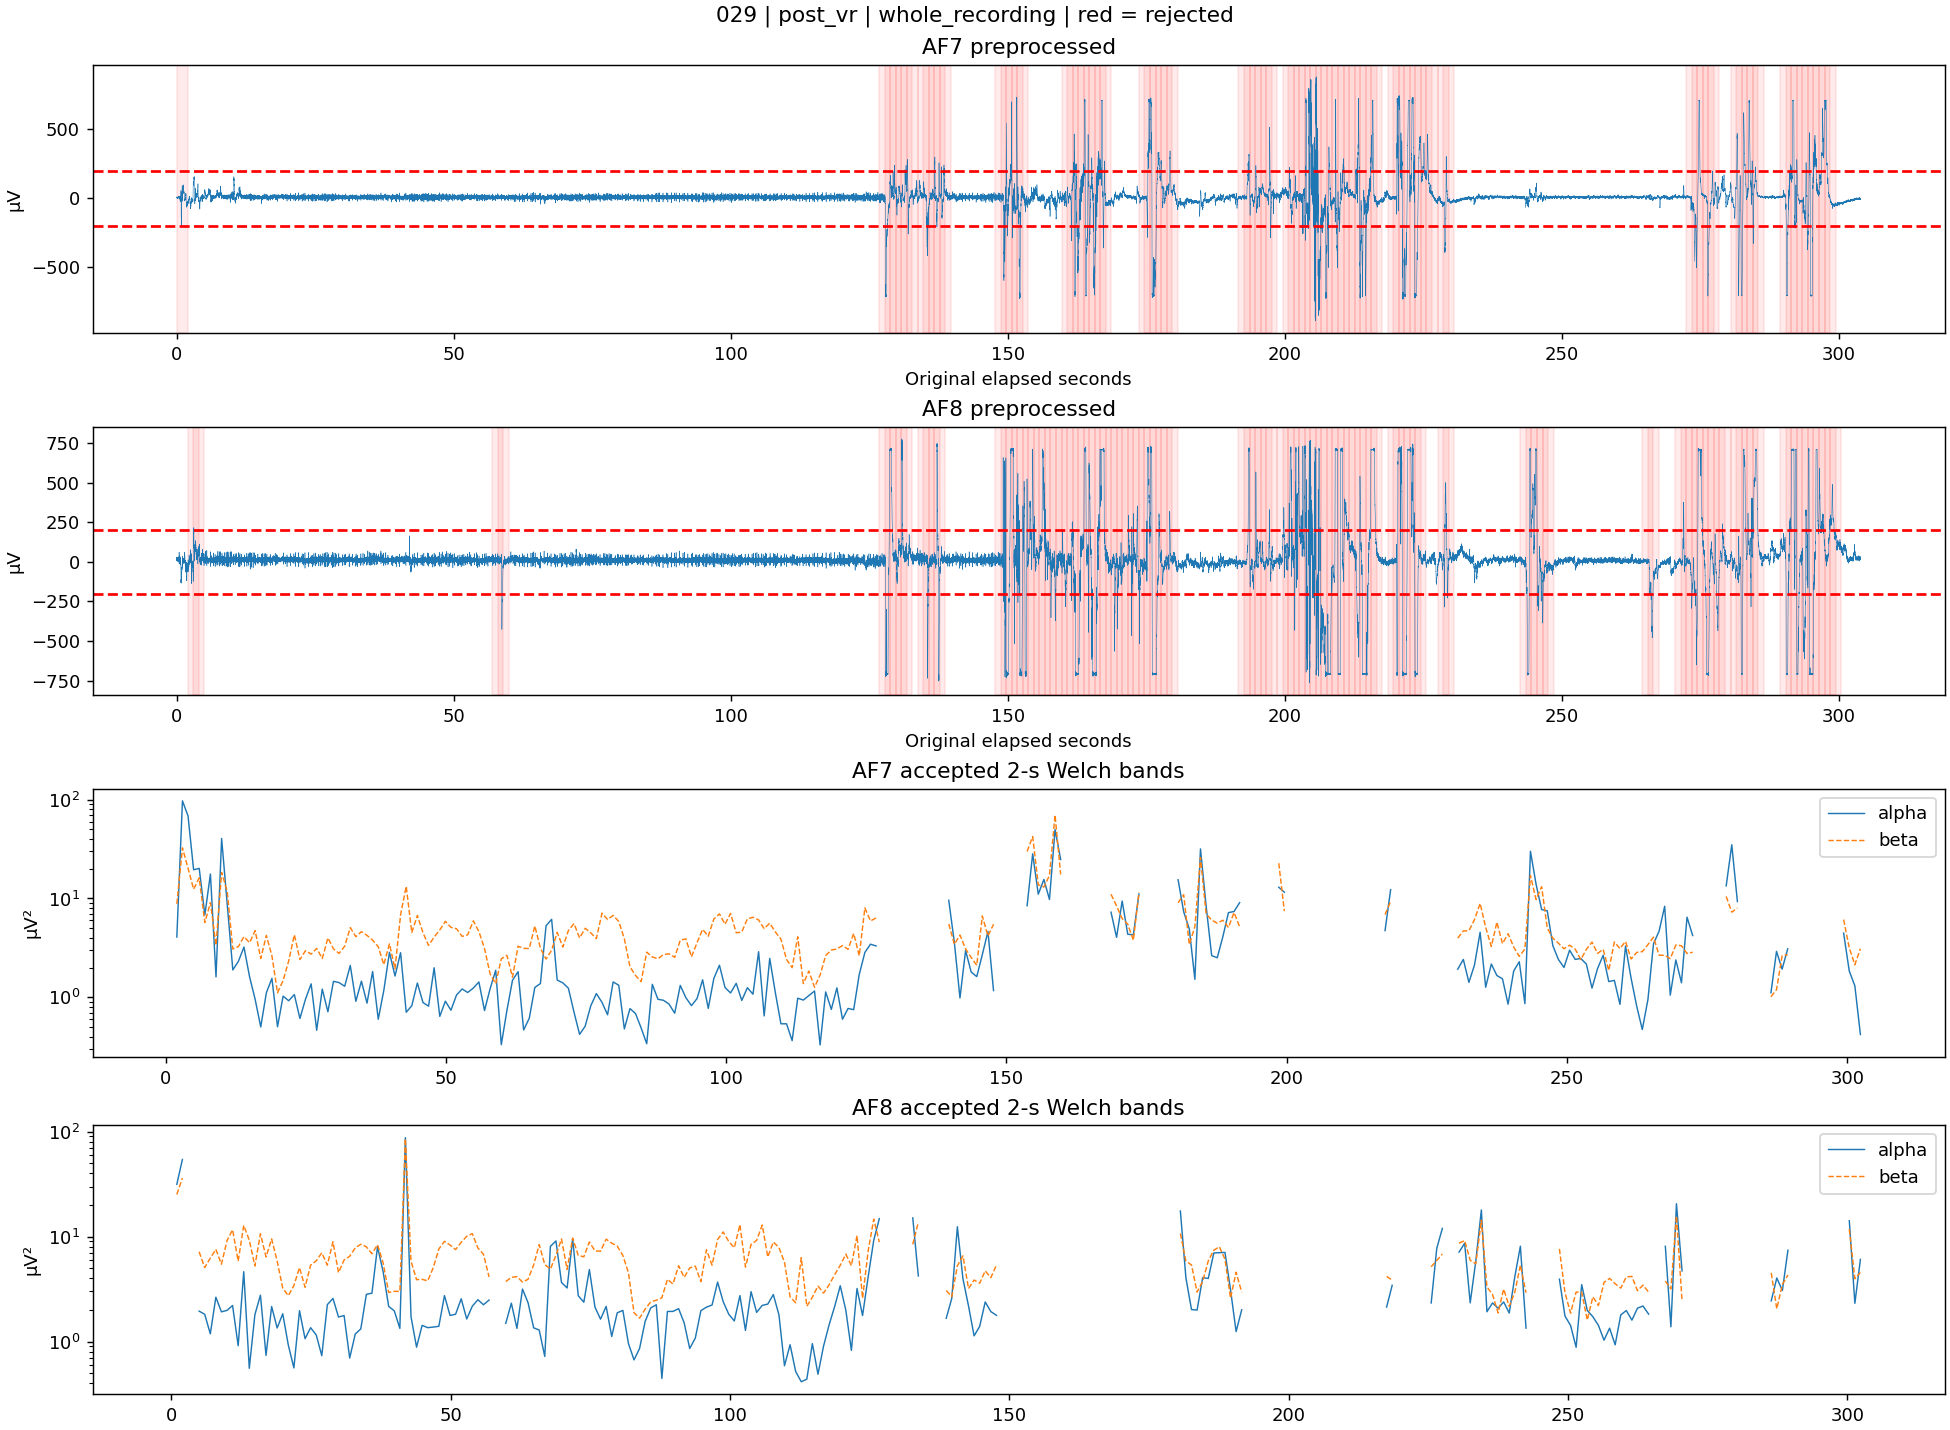 029 | post_vr | whole_recording | red = rejected
AF7 preprocessed
µV
500
0
−500
0 50 100 150 200 250 300
Original elapsed seconds
AF8 preprocessed
µV
750
500
250
0
−250
−500
−750
0 50 100 150 200 250 300
Original elapsed seconds
AF7 accepted 2-s Welch bands
µV²
10²
10¹
10⁰
alpha
beta
0 50 100 150 200 250 300
AF8 accepted 2-s Welch bands
µV²
10²
10¹
10⁰
alpha
beta
0 50 100 150 200 250 300